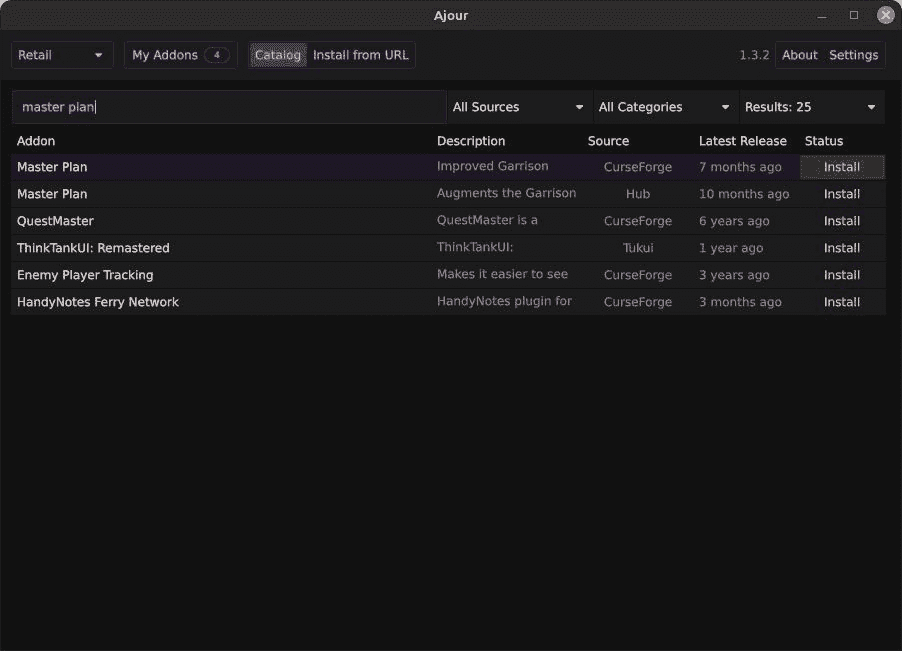 Ajour
Retail My Addons 4 Catalog Install from URL 1.3.2 About Settings
master plan All Sources All Categories Results: 25
Addon Description Source Latest Release Status
Master Plan Improved Garrison CurseForge 7 months ago Install
Master Plan Augments the Garrison Hub 10 months ago Install
QuestMaster QuestMaster is a CurseForge 6 years ago Install
ThinkTankUI: Remastered ThinkTankUI: Tukui 1 year ago Install
Enemy Player Tracking Makes it easier to see CurseForge 3 years ago Install
HandyNotes Ferry Network HandyNotes plugin for CurseForge 3 months ago Install